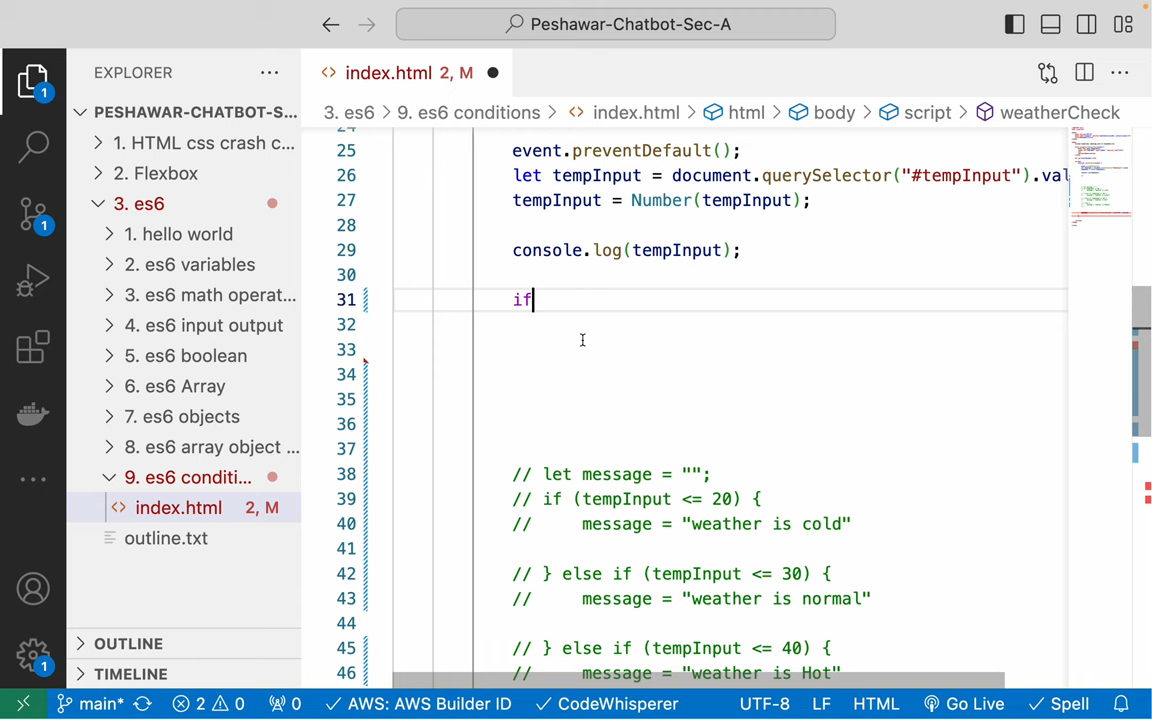 Peshawar-Chatbot-Sec-A
1
1
1
EXPLORER
PESHAWAR-CHATBOT-S...
1. HTML css crash c...
2. Flexbox
3. es6
1. hello world
2. es6 variables
3. es6 math operat...
4. es6 input output
5. es6 boolean
6. es6 Array
7. es6 objects
8. es6 array object ...
9. es6 conditi...
index.html 2, M
outline.txt
OUTLINE
TIMELINE
index.html 2, M
3. es6 > 9. es6 conditions > index.html > html > body > script > weatherCheck
24
25 event.preventDefault();
26 let tempInput = document.querySelector("#tempInput").val
27 tempInput = Number(tempInput);
28
29 console.log(tempInput);
30
31 if
32
33
34
35
36
37
38 // let message = "";
39 // if (tempInput <= 20) {
40 // message = "weather is cold"
41
42 // } else if (tempInput <= 30) {
43 // message = "weather is normal"
44
45 // } else if (tempInput <= 40) {
46 // message = "weather is Hot"
main* 2 0 0 AWS: AWS Builder ID CodeWhisperer UTF-8 LF HTML Go Live Spell